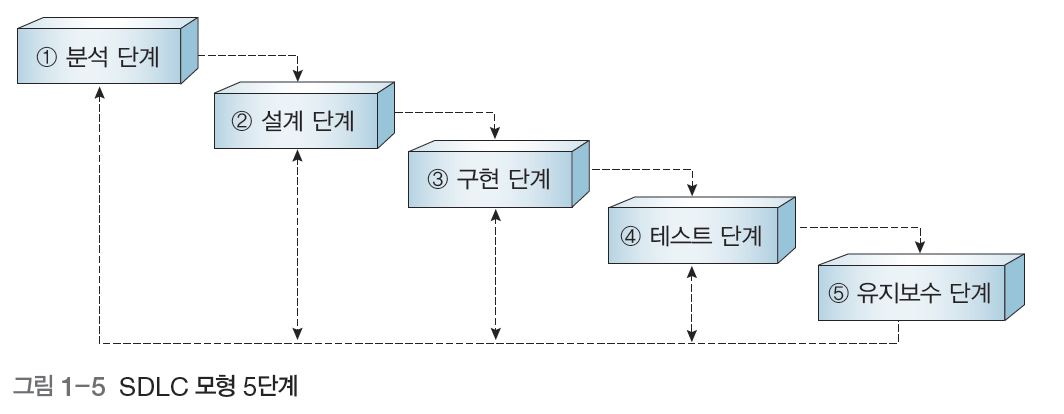 ① 분석 단계
② 설계 단계
③ 구현 단계
④ 테스트 단계
⑤ 유지보수 단계
그림 1-5 SDLC 모형 5단계